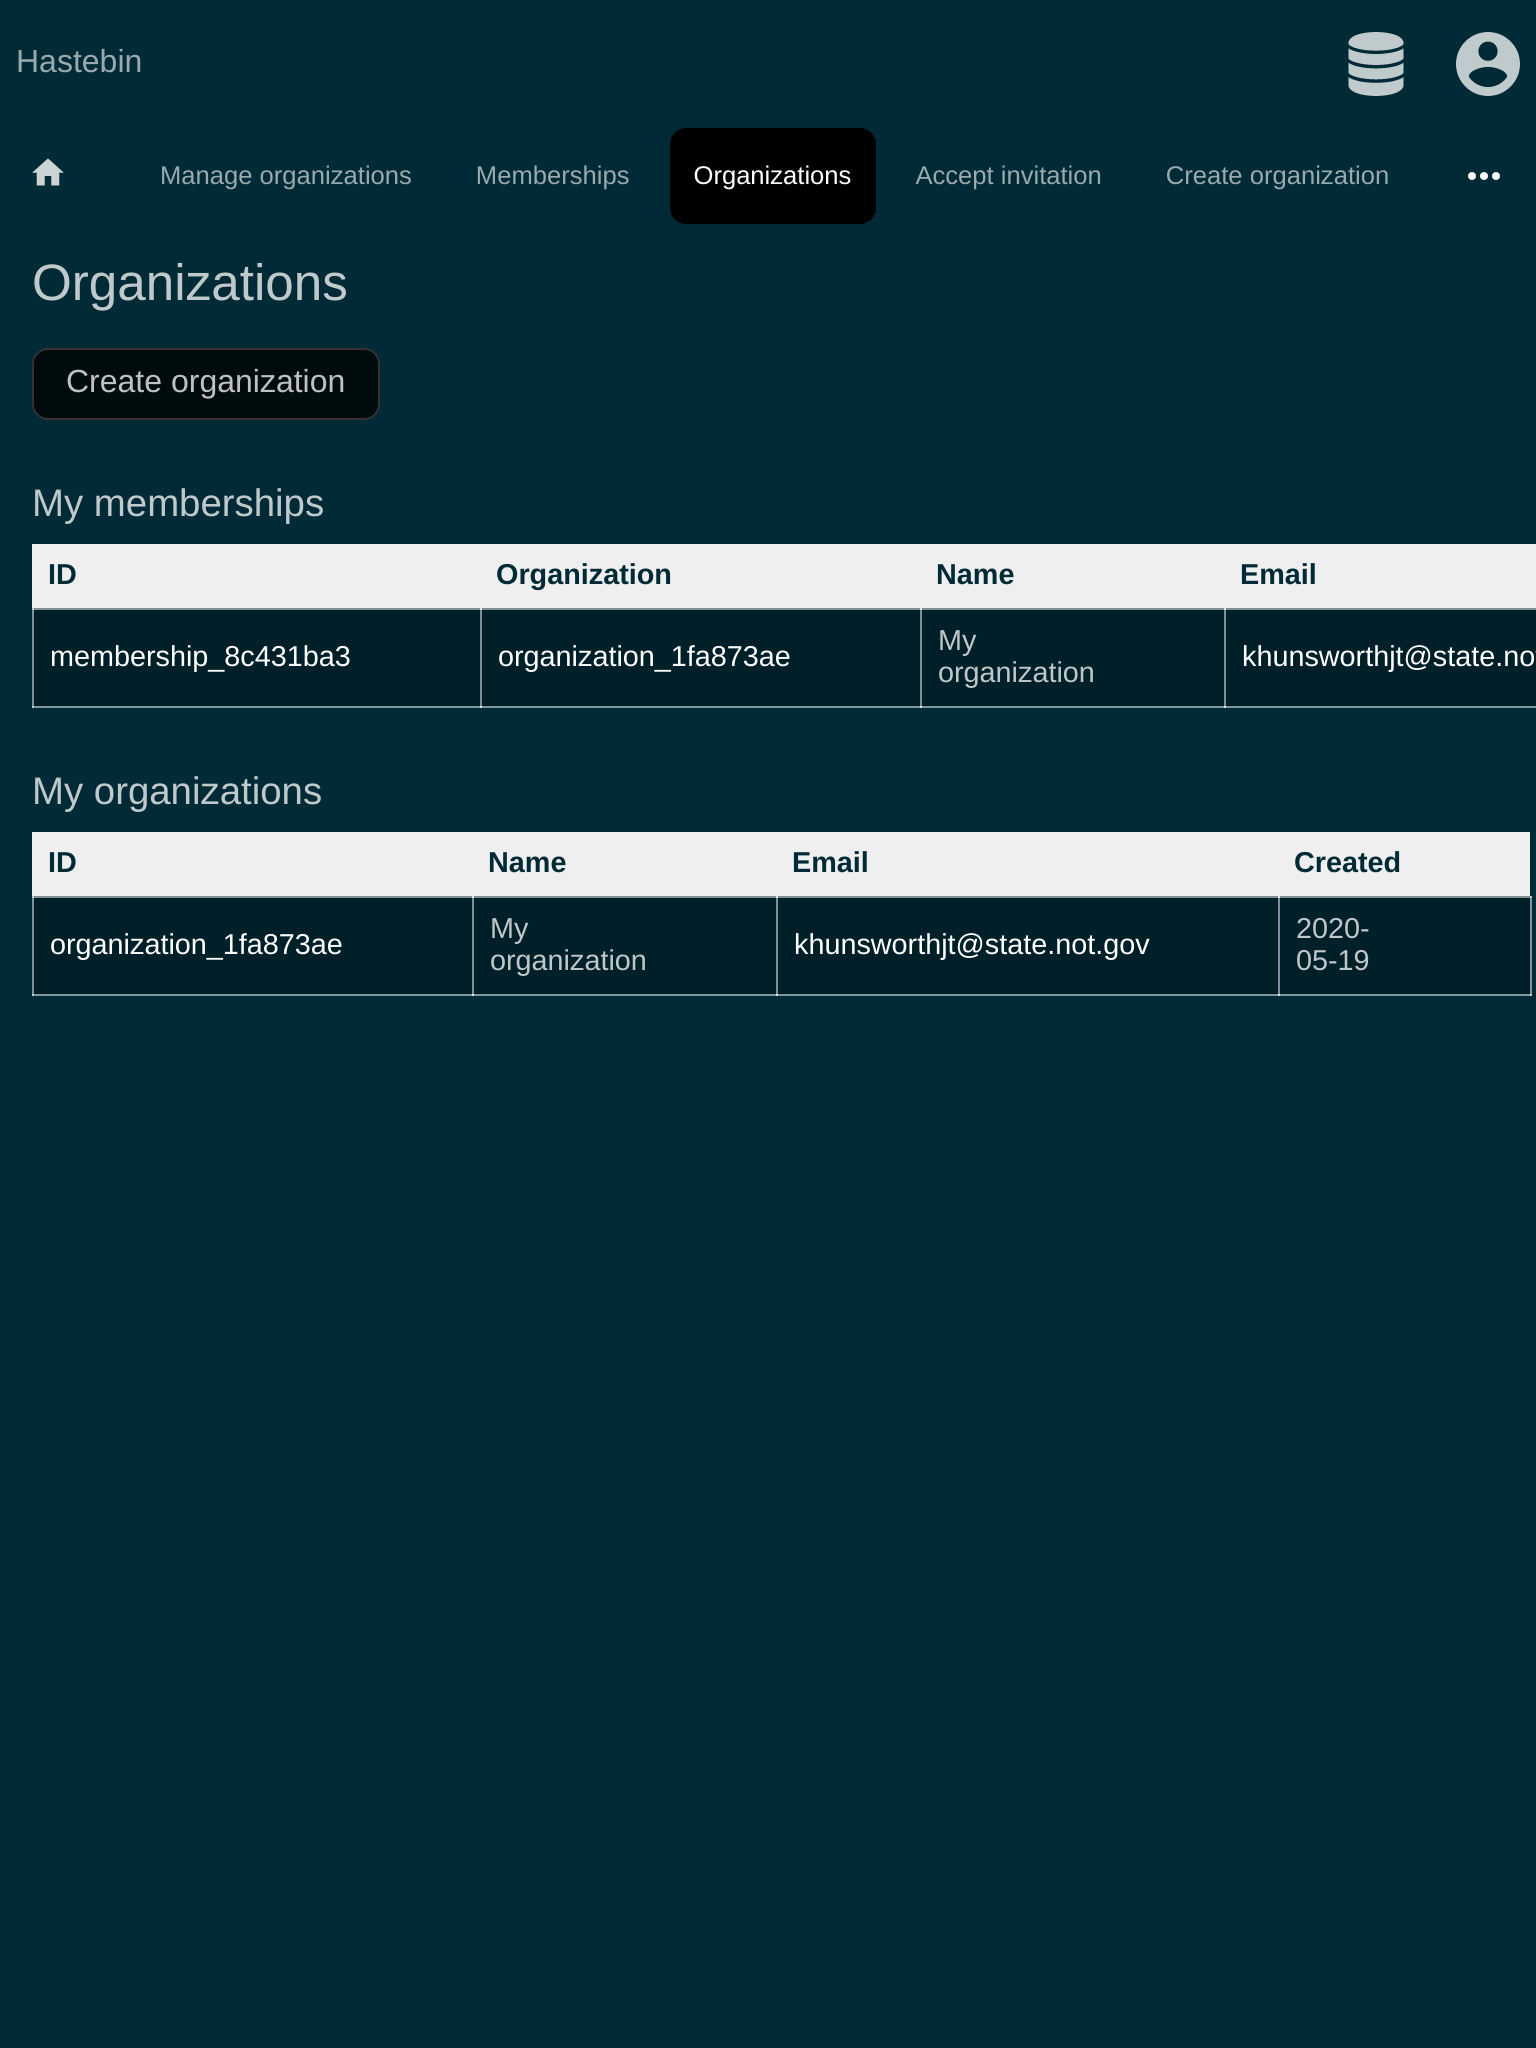 Hastebin
Manage organizations Memberships Organizations Accept invitation Create organization
Organizations
Create organization
My memberships
ID Organization Name Email
membership_8c431ba3 organization_1fa873ae My organization khunsworthjt@state.no
My organizations
ID Name Email Created
organization_1fa873ae My organization khunsworthjt@state.not.gov 2020-05-19